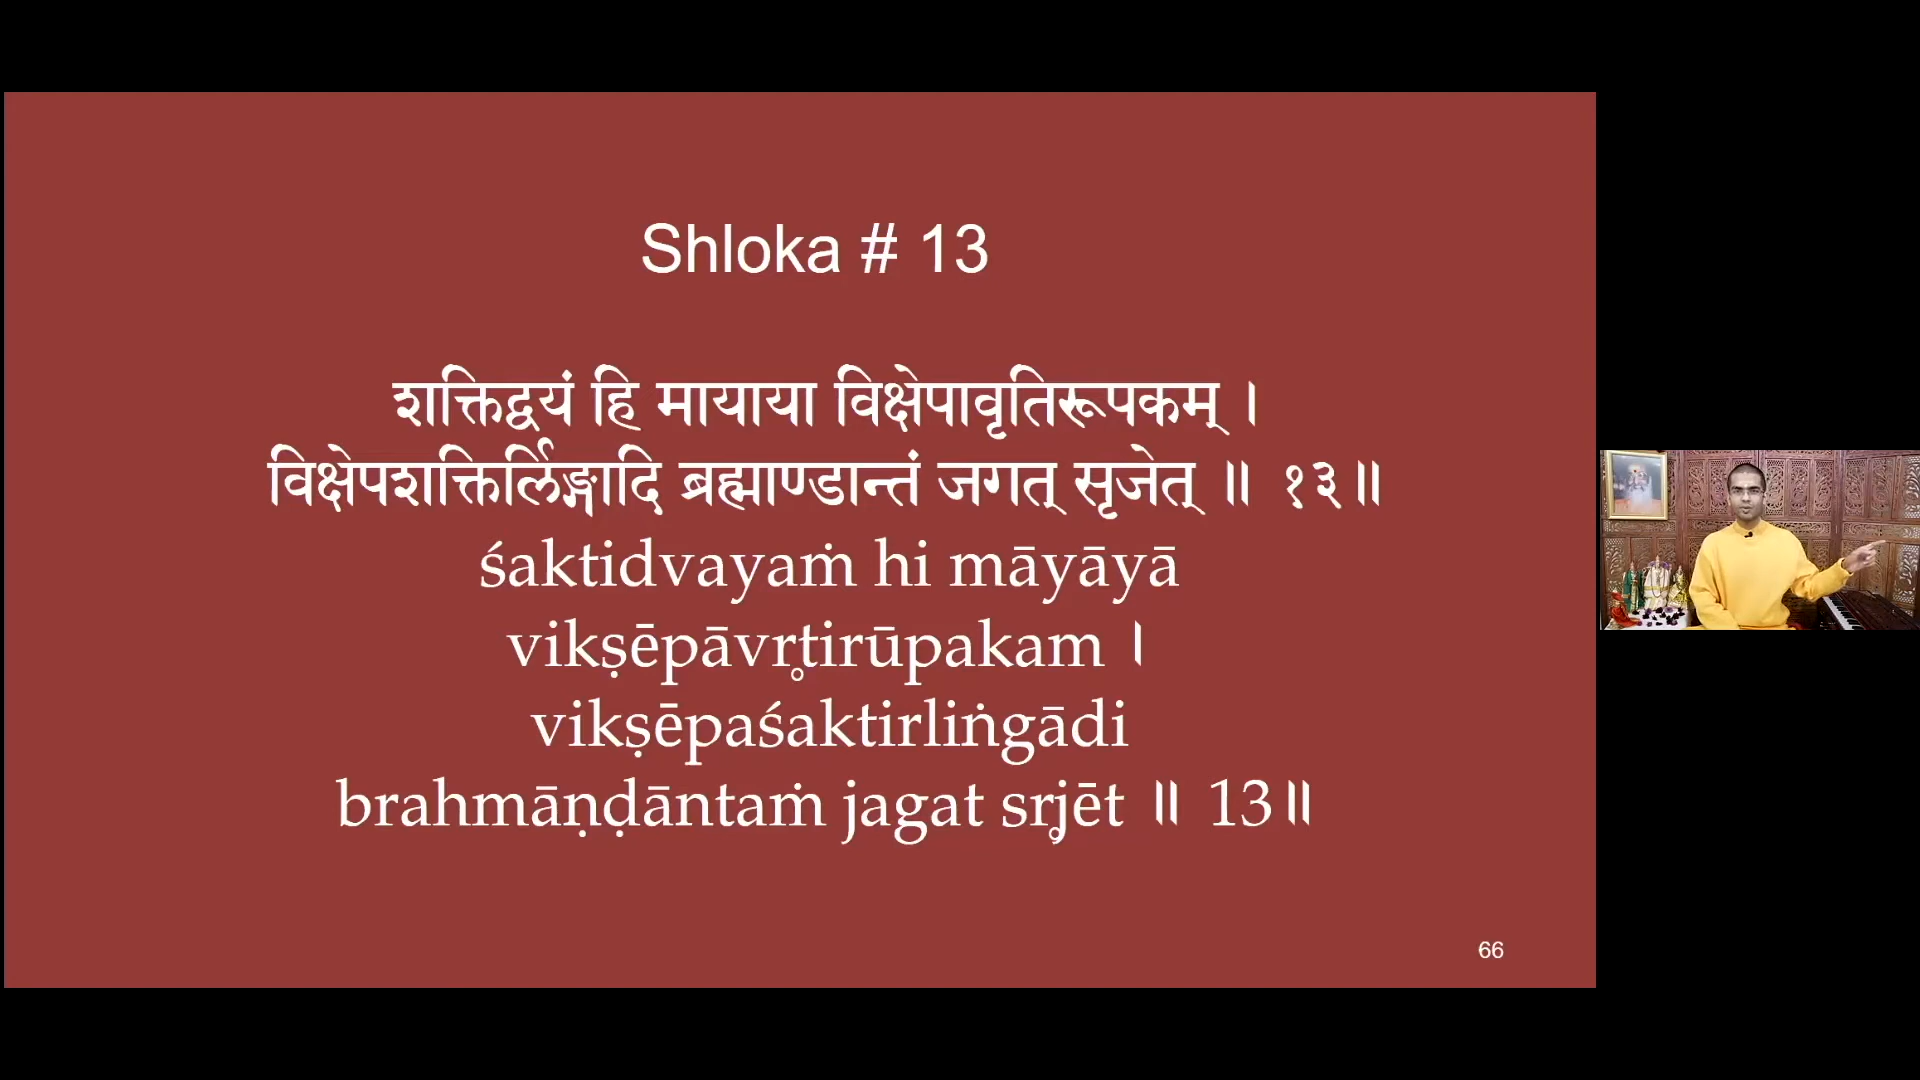 Shloka # 13
शक्तिद्वयं हि मायाया विक्षेपावृतिरूपकम् ।
विक्षेपशक्तिर्लिङ्गादि ब्रह्माण्डान्तं जगत् सृजेत् ॥ १३॥
śaktidvayaṁ hi māyāyā
vikṣēpāvr̥tirūpakam ।
vikṣēpaśaktirliṅgādi
brahmāṇḍāntaṁ jagat sr̥jēt ॥ 13॥
66